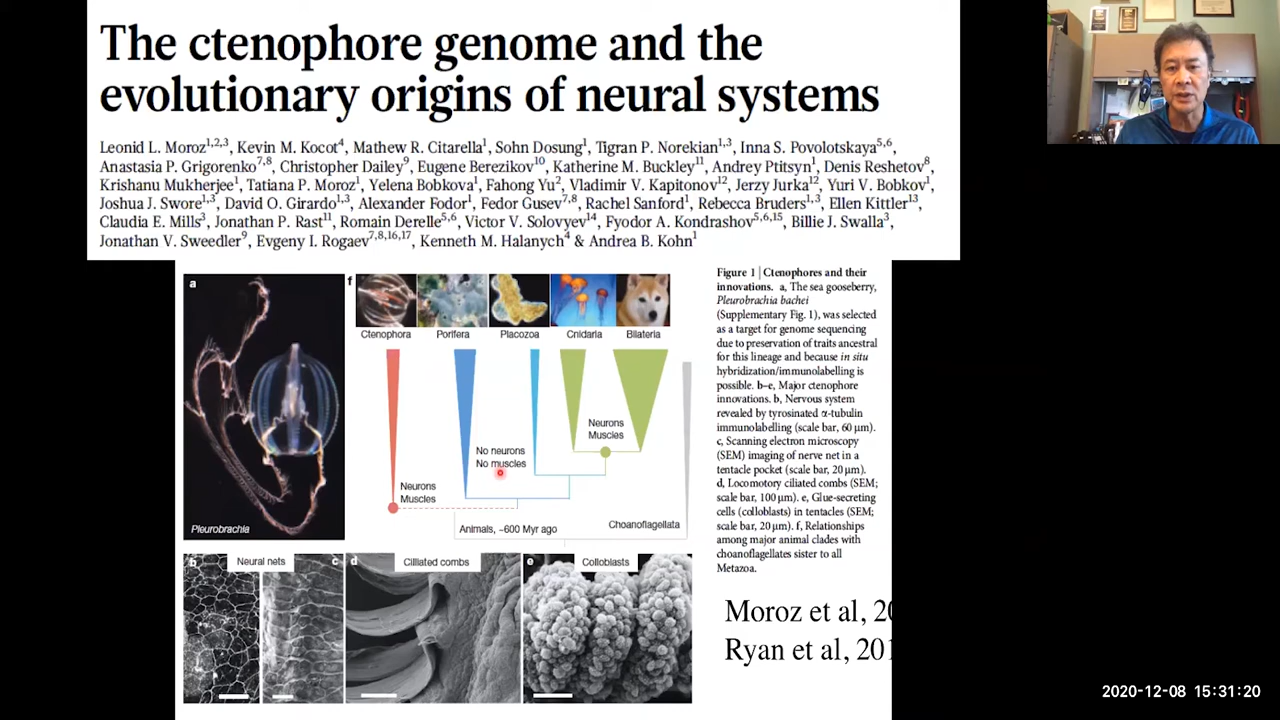 The ctenophore genome and the
evolutionary origins of neural systems
Leonid L. Moroz1,2,3, Kevin M. Kocot4, Mathew R. Citarella1, Sohn Dosung1, Tigran P. Norekian1,3, Inna S. Povolotskaya5,6,
Anastasia P. Grigorenko7,8, Christopher Dailey9, Eugene Berezikov10, Katherine M. Buckley11, Andrey Ptitsyn1, Denis Reshetov8,
Krishanu Mukherjee1, Tatiana P. Moroz1, Yelena Bobkova1, Fahong Yu2, Vladimir V. Kapitonov12, Jerzy Jurka12, Yuri V. Bobkov1,
Joshua J. Swore1,3, David O. Girardo1,3, Alexander Fodor1, Fedor Gusev7,8, Rachel Sanford1, Rebecca Bruders1,3, Ellen Kittler13,
Claudia E. Mills3, Jonathan P. Rast11, Romain Derelle5,6, Victor V. Solovyev14, Fyodor A. Kondrashov5,6,15, Billie J. Swalla3,
Jonathan V. Sweedler9, Evgeny I. Rogaev7,8,16,17, Kenneth M. Halanych4 & Andrea B. Kohn1
a
Pleurobrachia
f
Ctenophora Porifera Placozoa Cnidaria Bilateria
Neurons
Muscles
No neurons
No muscles
Neurons
Muscles
Animals, ~600 Myr ago
Choanoflagellata
b Neural nets c
d Cilliated combs
e Colloblasts
Figure 1 | Ctenophores and their
innovations. a, The sea gooseberry,
Pleurobrachia bachei
(Supplementary Fig. 1), was selected
as a target for genome sequencing
due to preservation of traits ancestral
for this lineage and because in situ
hybridization/immunolabelling is
possible. b–e, Major ctenophore
innovations. b, Nervous system
revealed by tyrosinated α-tubulin
immunolabelling (scale bar, 60 μm).
c, Scanning electron microscopy
(SEM) imaging of nerve net in a
tentacle pocket (scale bar, 20 μm).
d, Locomotory ciliated combs (SEM;
scale bar, 100 μm). e, Glue-secreting
cells (colloblasts) in tentacles (SEM;
scale bar, 20 μm). f, Relationships
among major animal clades with
choanoflagellates sister to all
Metazoa.
Moroz et al, 20
Ryan et al, 201
2020-12-08 15:31:20